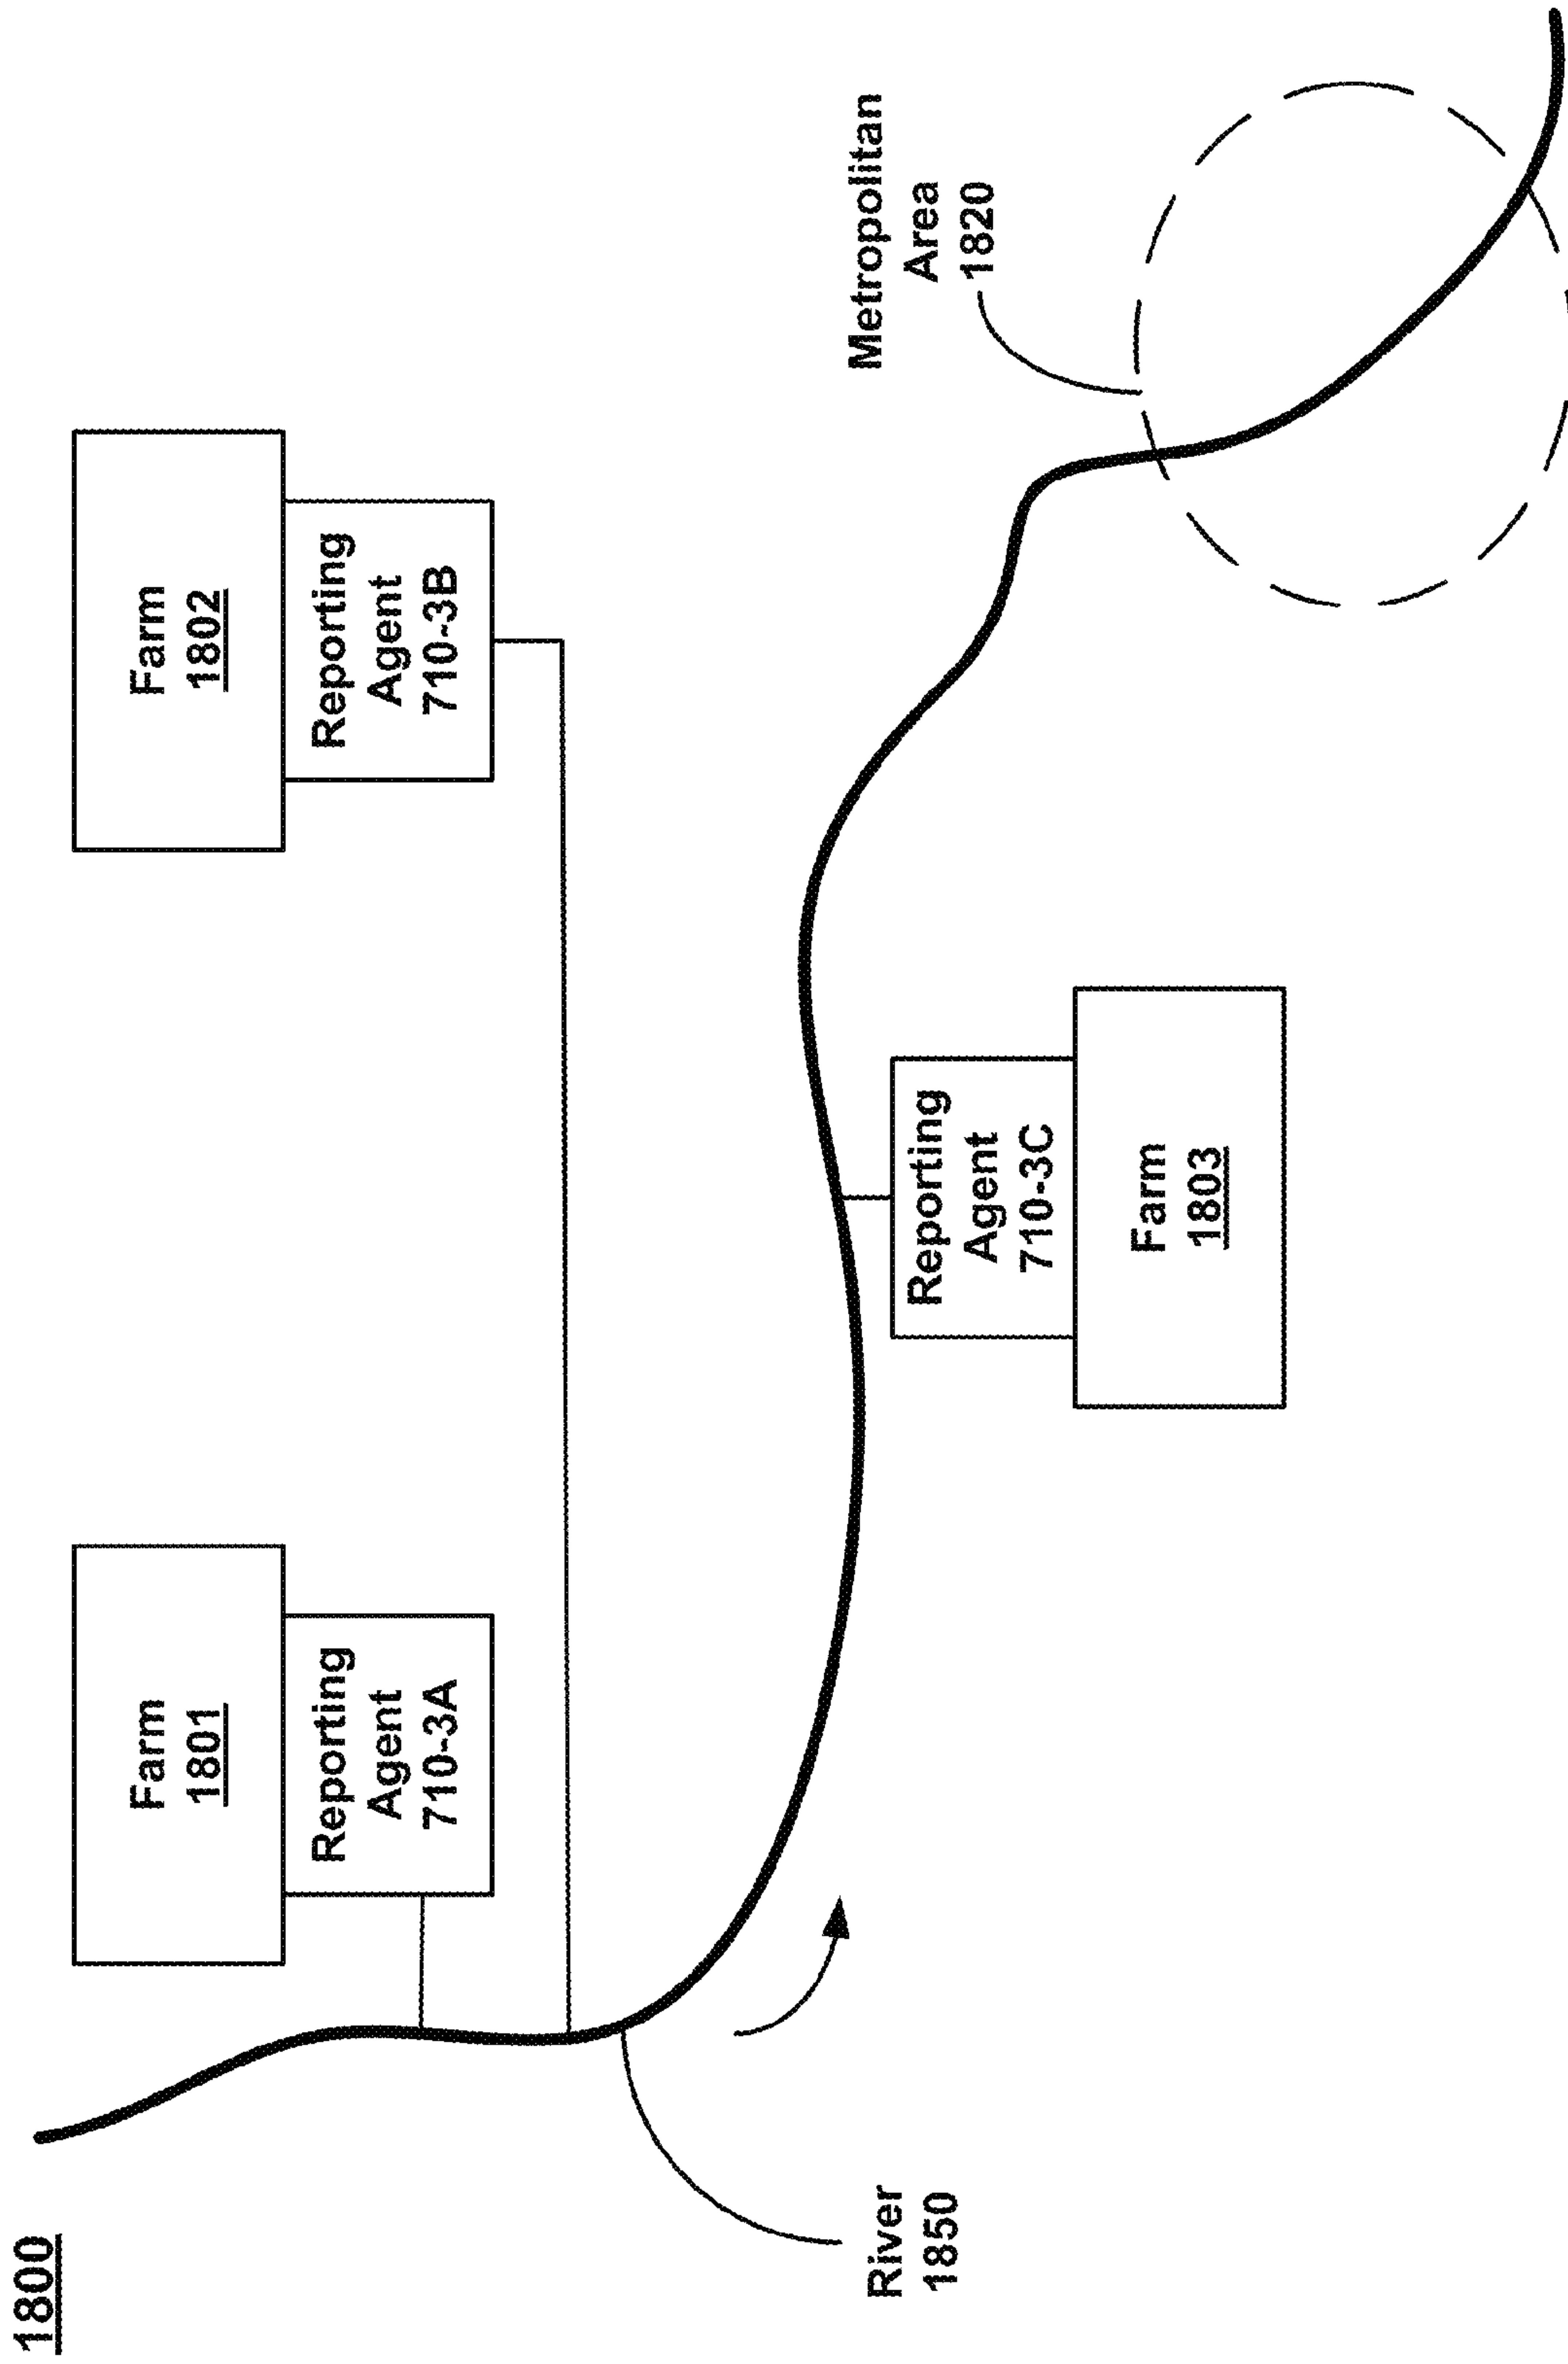 1800
Farm
1801
Reporting
Agent
710-3A
Farm
1802
Reporting
Agent
710-3B
River
1850
Reporting
Agent
710-3C
Farm
1803
Metropolitan
Area
1820